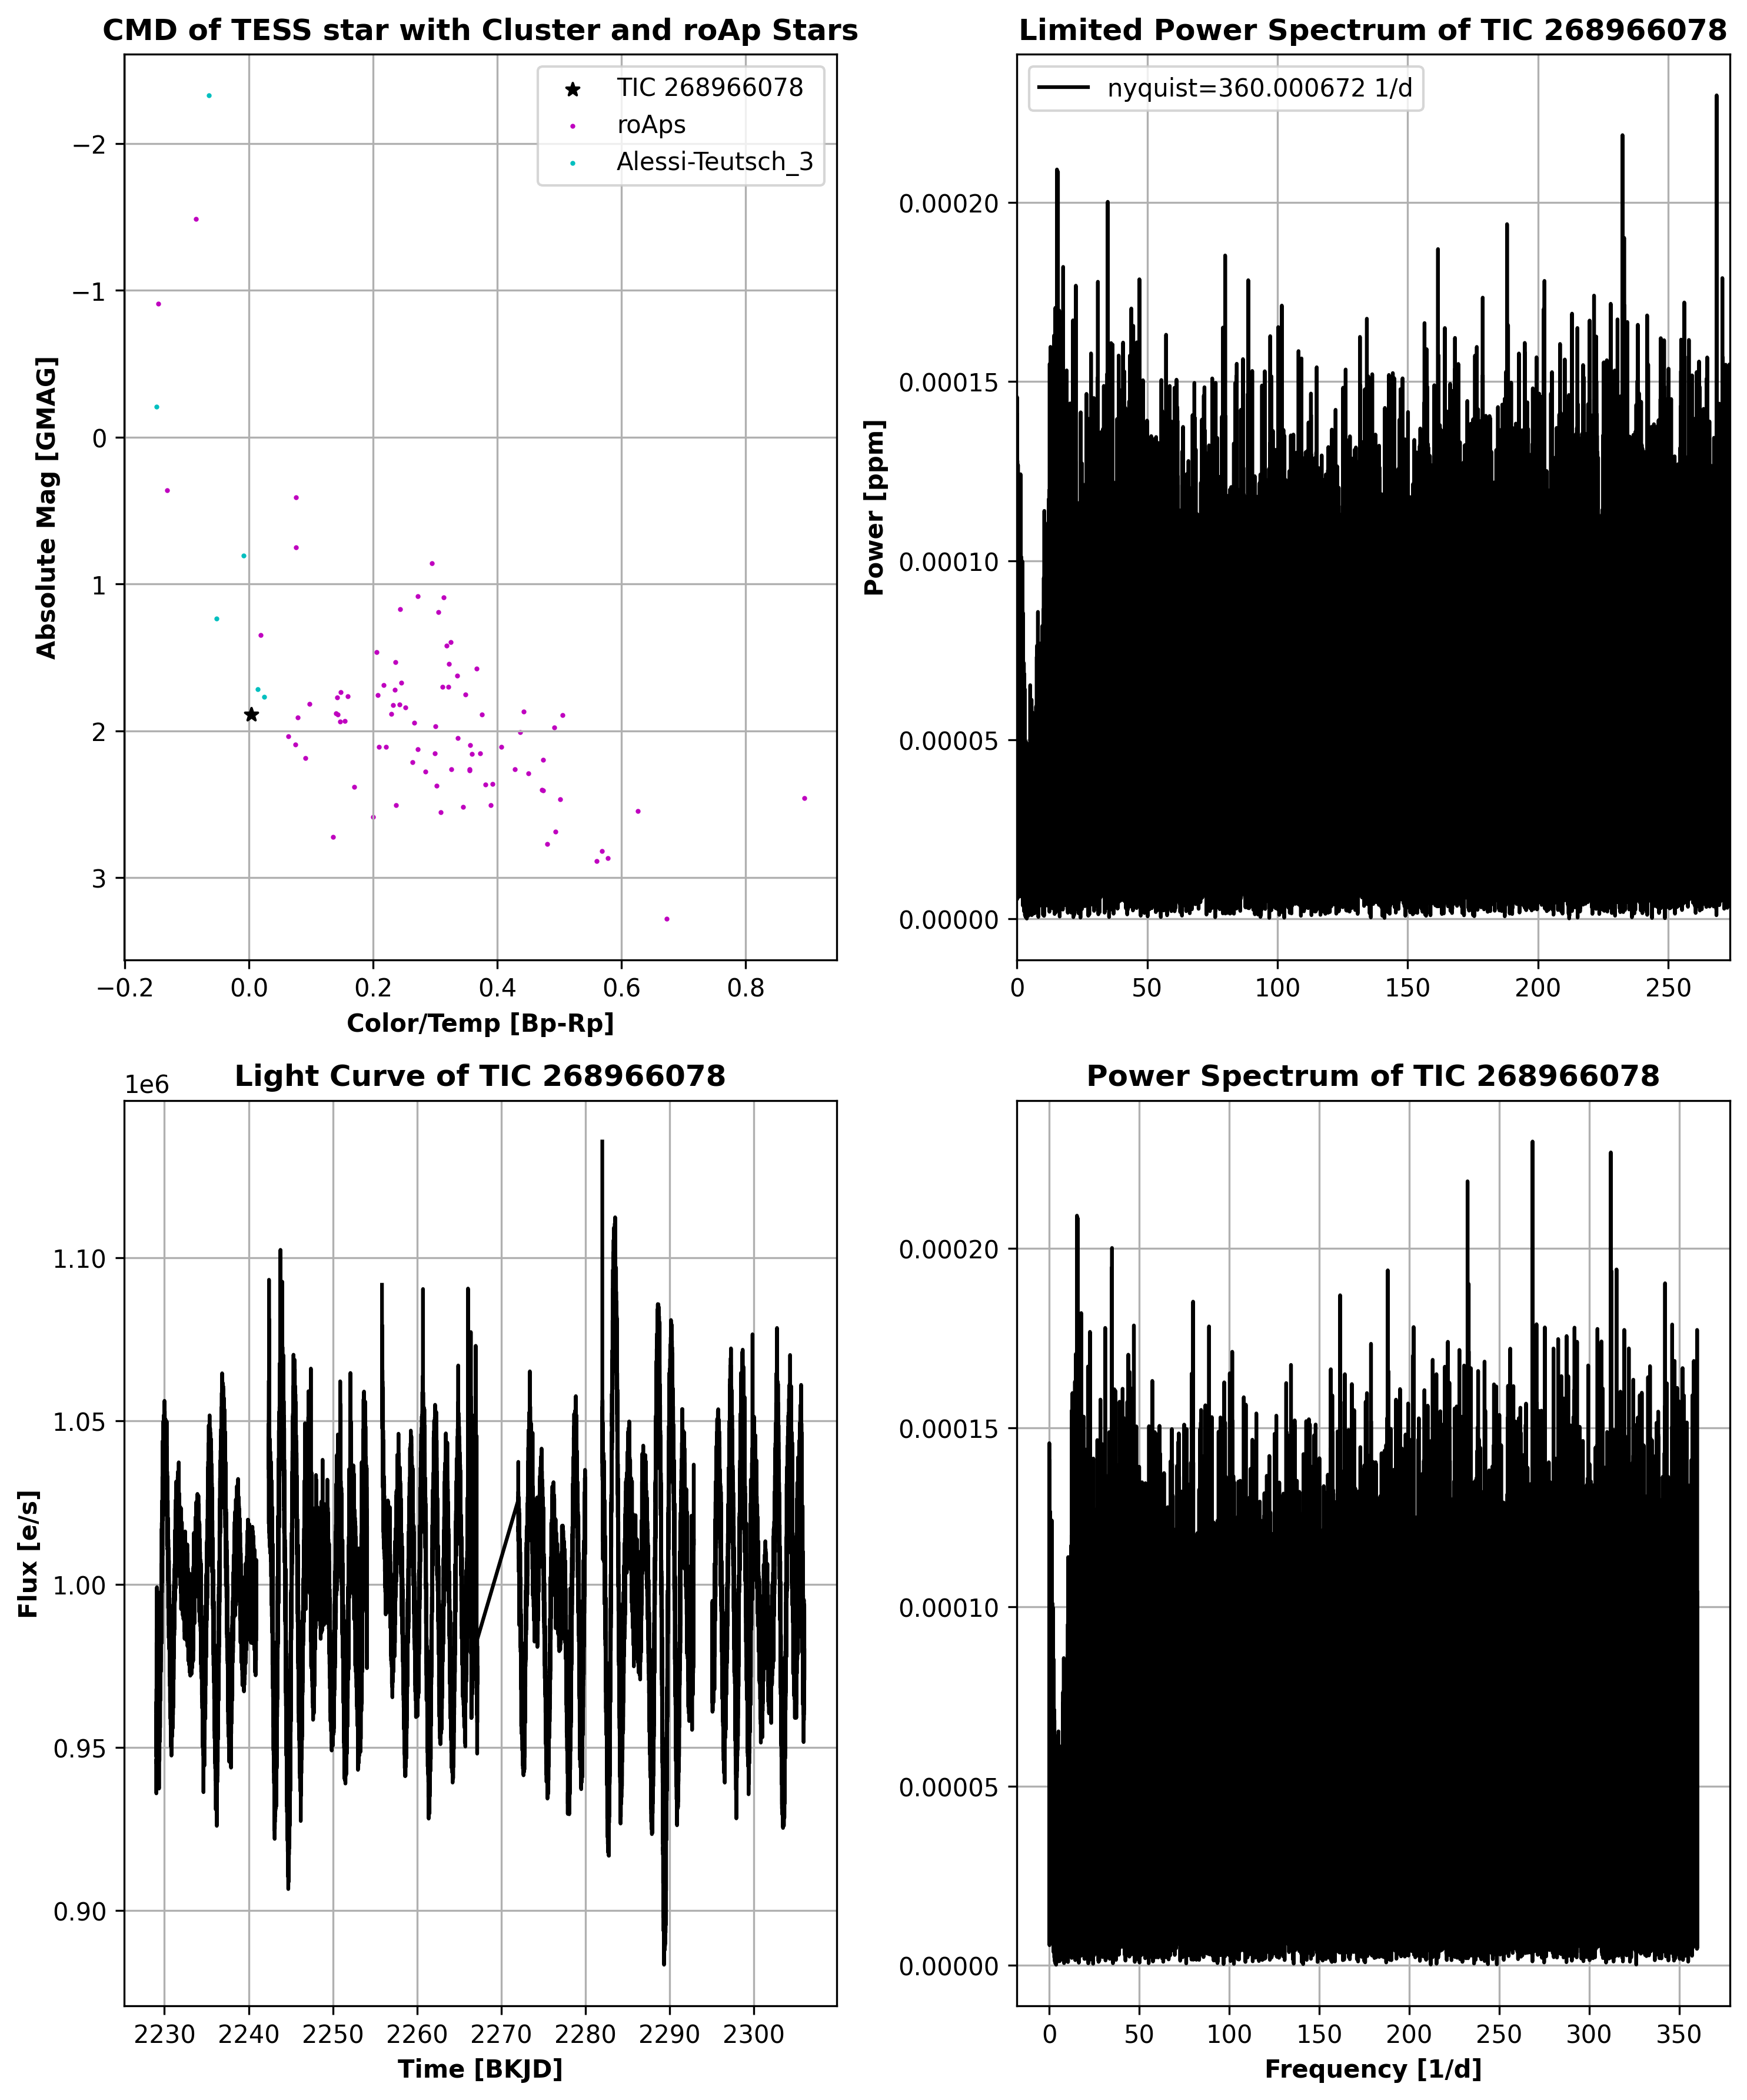 CMD of TESS star with Cluster and roAp Stars
TIC 268966078
roAps
Alessi-Teutsch_3
Absolute Mag [GMAG]
−2
−1
0
1
2
3
−0.2 0.0 0.2 0.4 0.6 0.8
Color/Temp [Bp-Rp]
Limited Power Spectrum of TIC 268966078
nyquist=360.000672 1/d
Power [ppm]
0.00020
0.00015
0.00010
0.00005
0.00000
0 50 100 150 200 250
Light Curve of TIC 268966078
1e6
Flux [e/s]
1.10
1.05
1.00
0.95
0.90
2230 2240 2250 2260 2270 2280 2290 2300
Time [BKJD]
Power Spectrum of TIC 268966078
0.00020
0.00015
0.00010
0.00005
0.00000
0 50 100 150 200 250 300 350
Frequency [1/d]